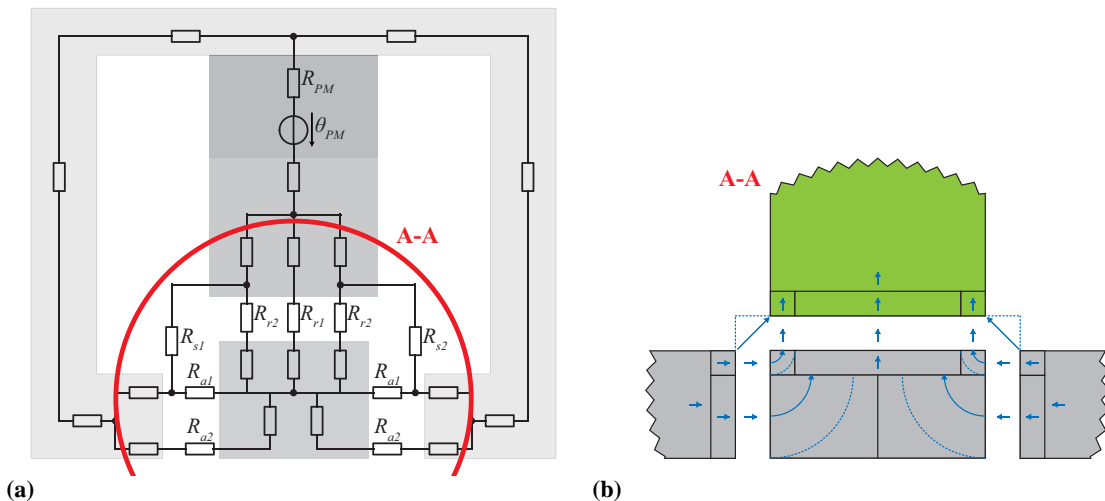 R_PM
θ_PM
A-A
A-A
R_r2 R_r1 R_r2
R_s1 R_s2
R_a1 R_a1
R_a2 R_a2
(a) (b)